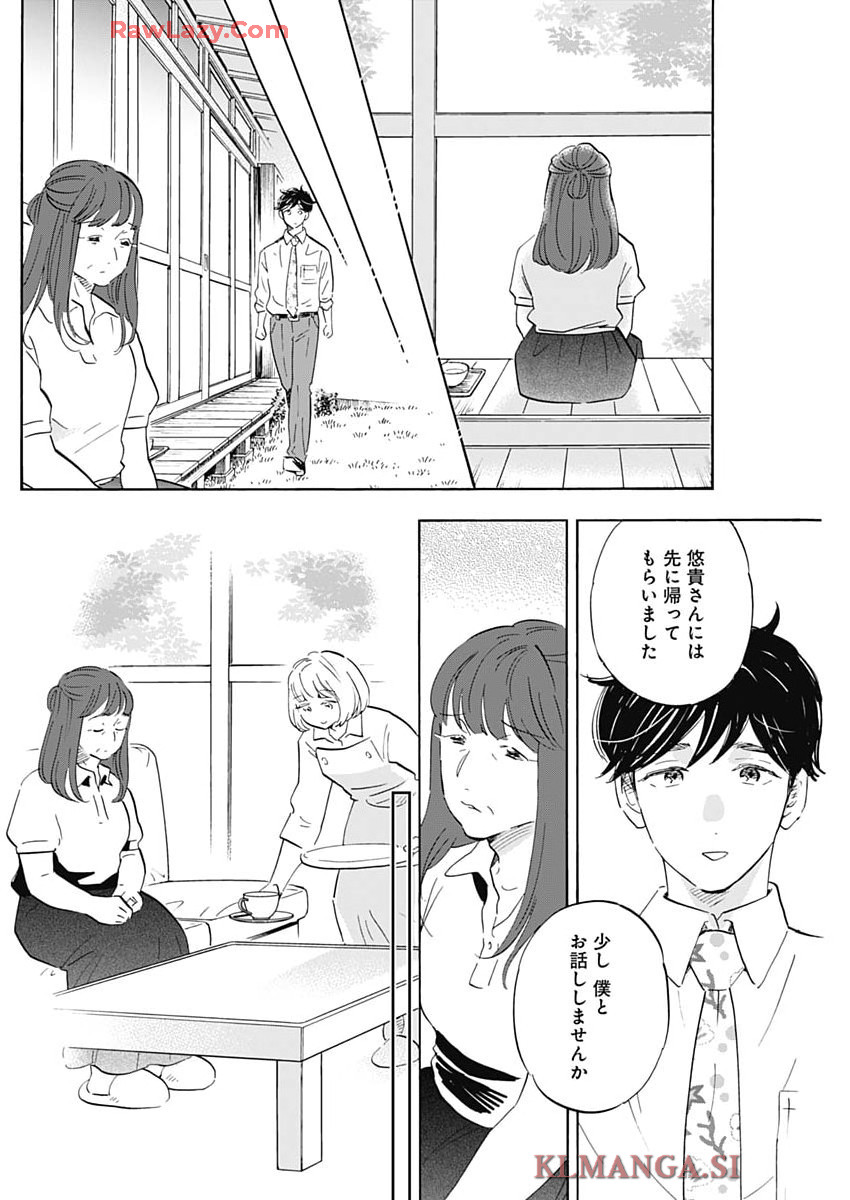 RawLazy.Com
悠貴さんには
先に帰って
もらいました
少し 僕と
お話ししませんか
KLMANGA.SI